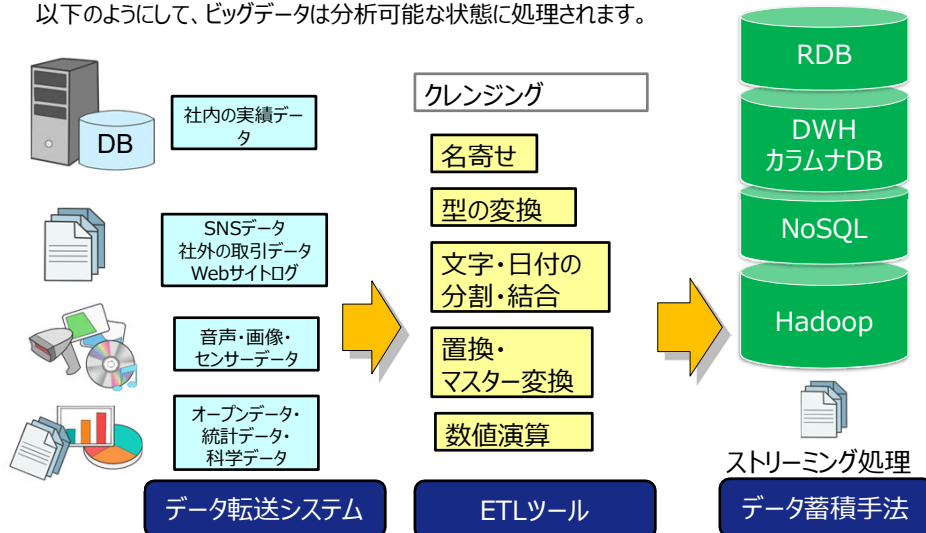 以下のようにして、ビッグデータは分析可能な状態に処理されます。
DB
社内の実績デー
タ
SNSデータ
社外の取引データ
Webサイトログ
音声・画像・
センサーデータ
オープンデータ・
統計データ・
科学データ
データ転送システム
クレンジング
名寄せ
型の変換
文字・日付の
分割・結合
置換・
マスター変換
数値演算
ETLツール
RDB
DWH
カラムナDB
NoSQL
Hadoop
ストリーミング処理
データ蓄積手法